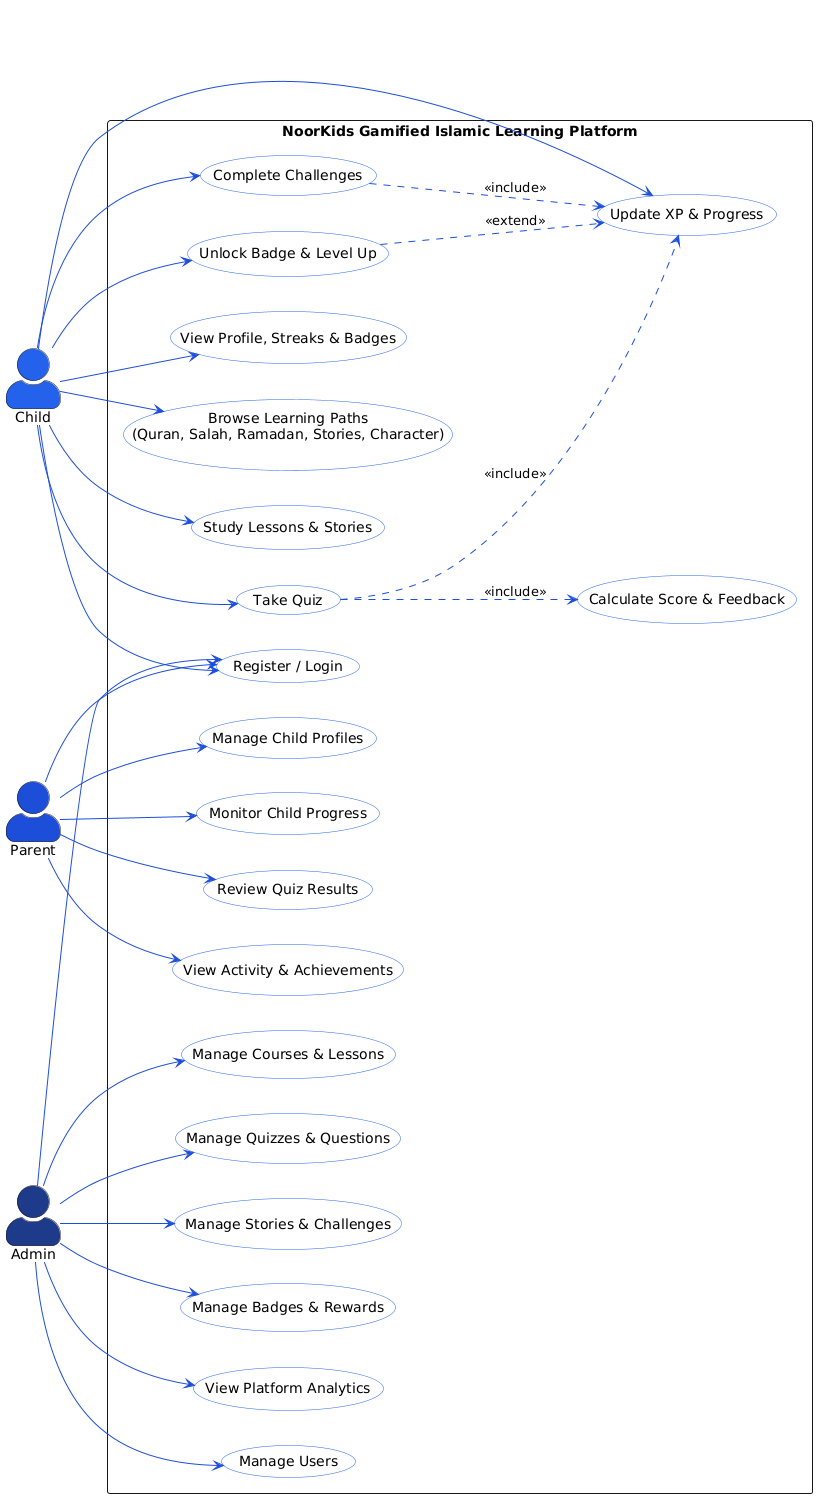 NoorKids Gamified Islamic Learning Platform
Complete Challenges
«include»
Update XP & Progress
«extend»
Unlock Badge & Level Up
View Profile, Streaks & Badges
Child
Browse Learning Paths
(Quran, Salah, Ramadan, Stories, Character)
«include»
Study Lessons & Stories
Take Quiz
«include»
Calculate Score & Feedback
Register / Login
Manage Child Profiles
Monitor Child Progress
Parent
Review Quiz Results
View Activity & Achievements
Manage Courses & Lessons
Manage Quizzes & Questions
Manage Stories & Challenges
Admin
Manage Badges & Rewards
View Platform Analytics
Manage Users